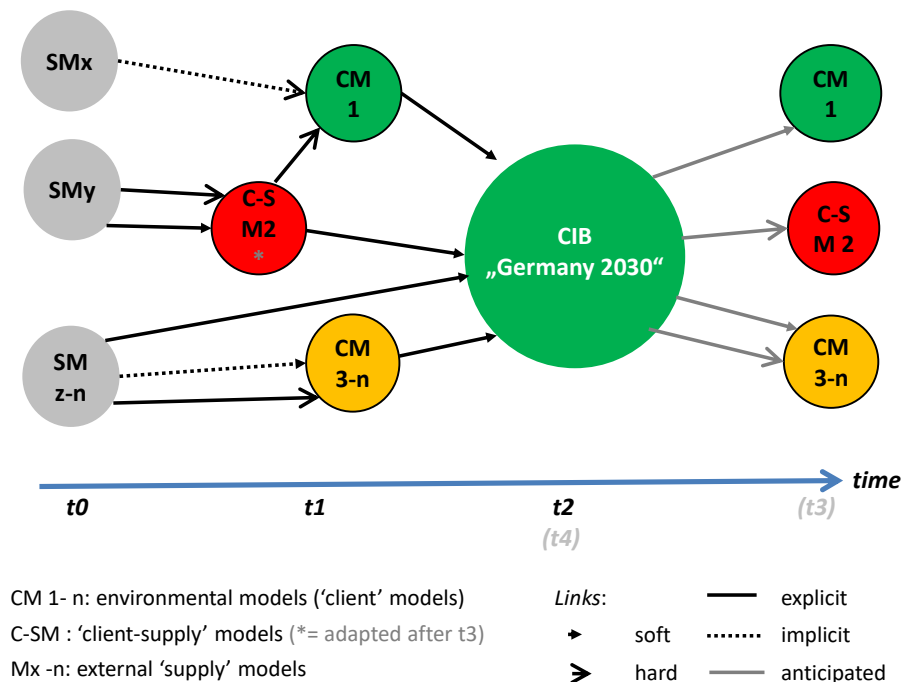 SMx
CM
1
CM
1
SMy
C-S
M2
*
C-S
M 2
CIB
„Germany 2030“
SM
z-n
CM
3-n
CM
3-n
time
t0
t1
t2
(t3)
(t4)
CM 1- n: environmental models (‘client’ models)
C-SM : ‘client-supply’ models (*= adapted after t3)
Mx -n: external ‘supply’ models
Links:
explicit
soft
implicit
hard
anticipated